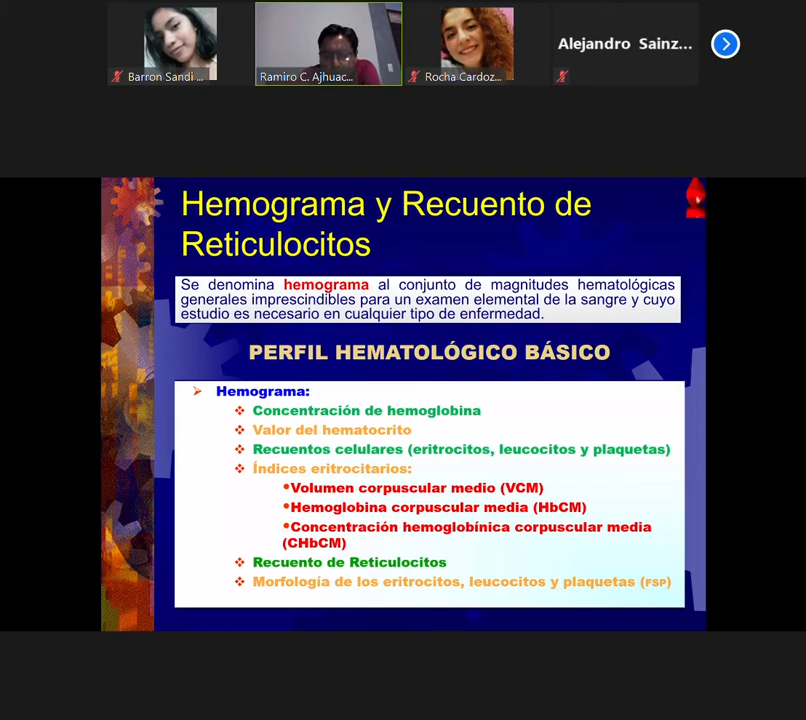 Barron Sandi ...
Ramiro C. Ajhuac...
Rocha Cardoz...
Alejandro Sainz...
Hemograma y Recuento de
Reticulocitos
Se denomina hemograma al conjunto de magnitudes hematológicas
generales imprescindibles para un examen elemental de la sangre y cuyo
estudio es necesario en cualquier tipo de enfermedad.
PERFIL HEMATOLÓGICO BÁSICO
Hemograma:
Concentración de hemoglobina
Valor del hematocrito
Recuentos celulares (eritrocitos, leucocitos y plaquetas)
Índices eritrocitarios:
•Volumen corpuscular medio (VCM)
•Hemoglobina corpuscular media (HbCM)
•Concentración hemoglobínica corpuscular media
(CHbCM)
Recuento de Reticulocitos
Morfología de los eritrocitos, leucocitos y plaquetas (FSP)